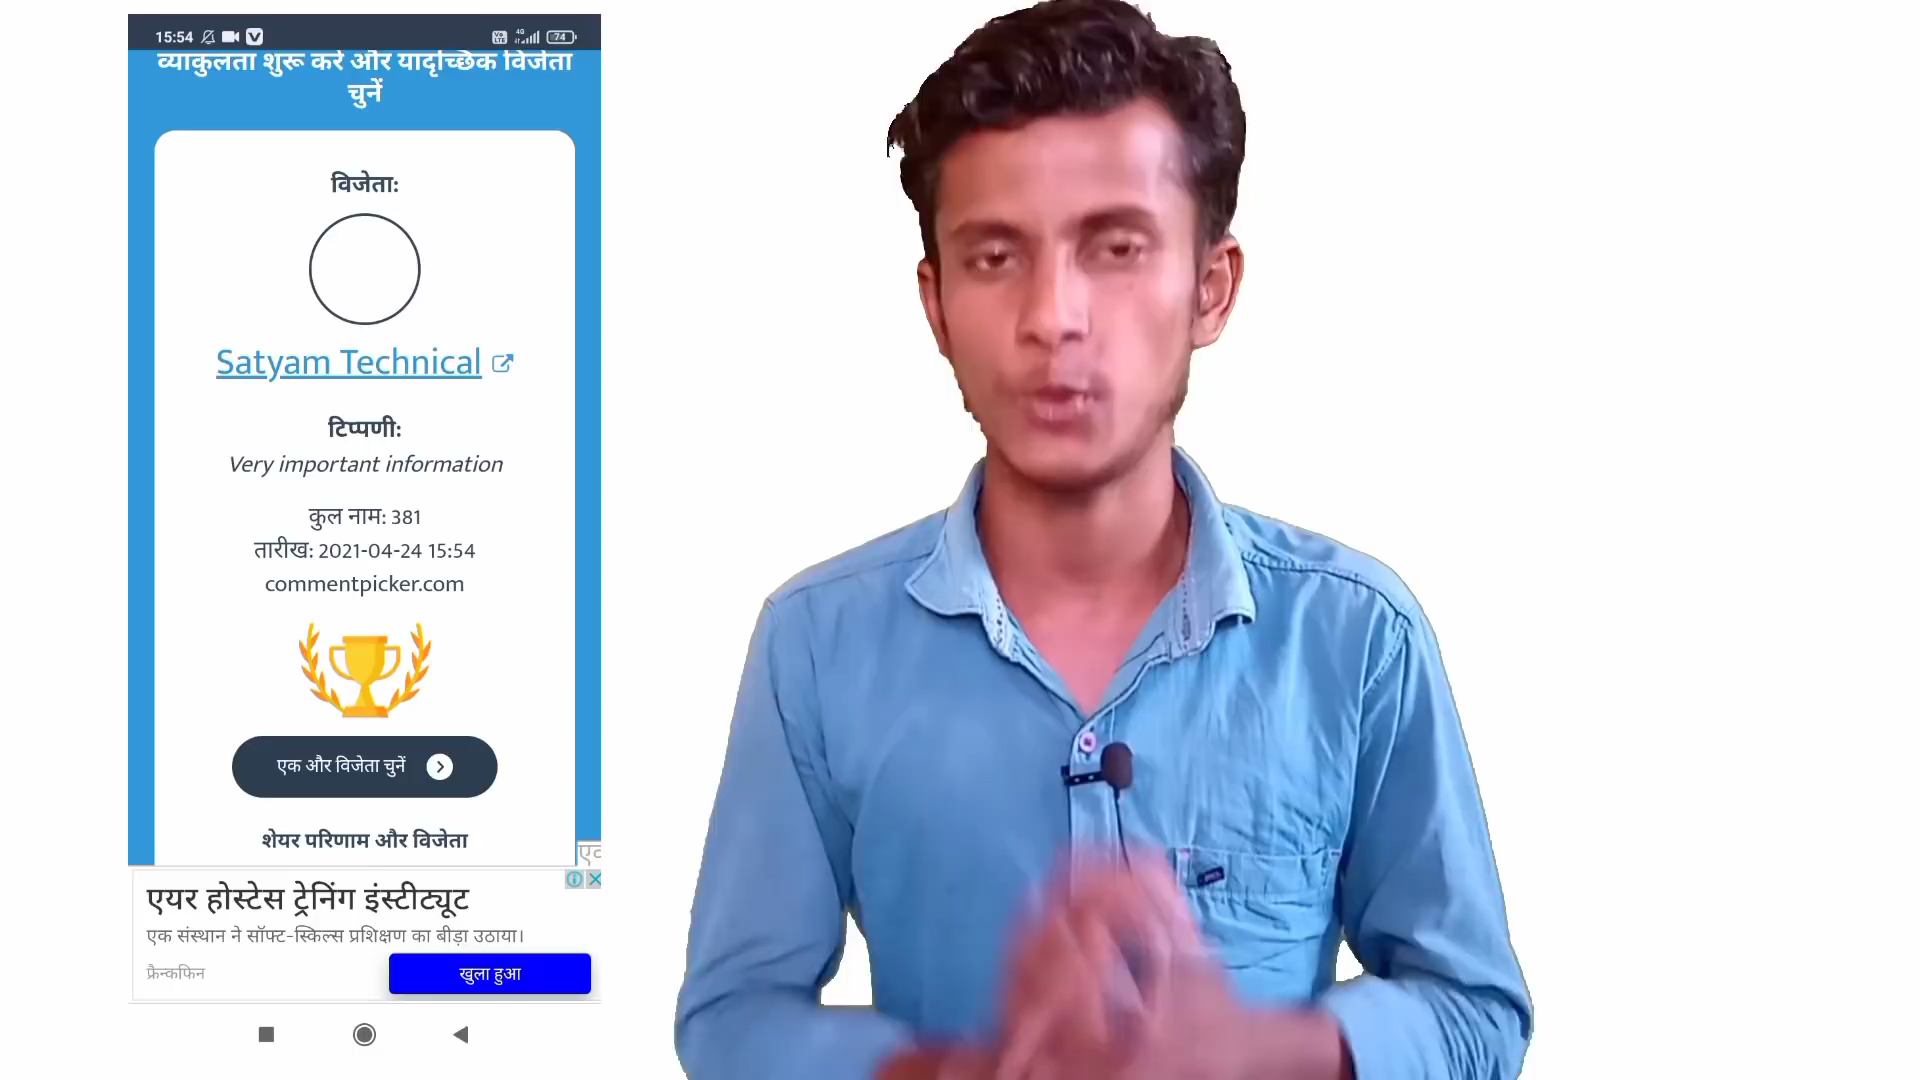 15:54
74
व्याकुलता शुरू करें और यादृच्छिक विजेता
चुनें
विजेता:
Satyam Technical
टिप्पणी:
Very important information
कुल नाम: 381
तारीख: 2021-04-24 15:54
commentpicker.com
एक और विजेता चुनें
शेयर परिणाम और विजेता
एयर होस्टेस ट्रेनिंग इंस्टीट्यूट
एक संस्थान ने सॉफ्ट-स्किल्स प्रशिक्षण का बीड़ा उठाया।
फ्रैन्कफिन
खुला हुआ